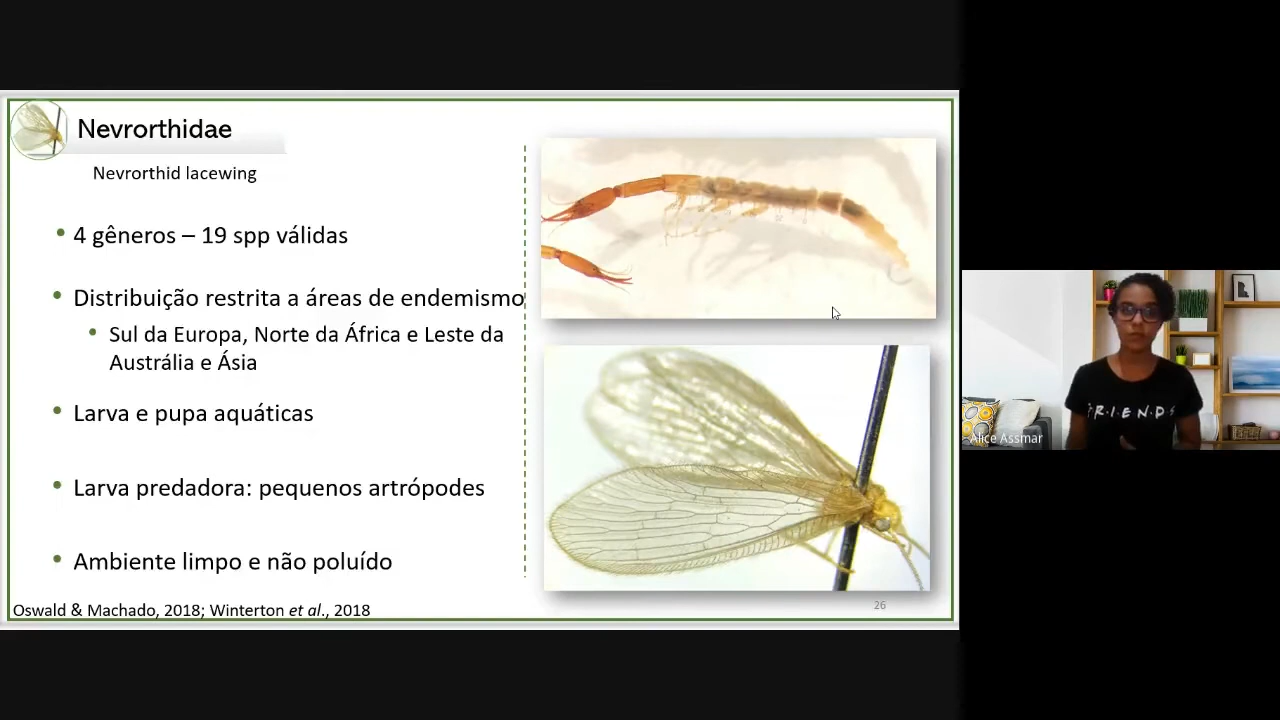 Nevrorthidae
Nevrorthid lacewing
• 4 gêneros – 19 spp válidas
• Distribuição restrita a áreas de endemismo
• Sul da Europa, Norte da África e Leste da
Austrália e Ásia
• Larva e pupa aquáticas
• Larva predadora: pequenos artrópodes
• Ambiente limpo e não poluído
Oswald & Machado, 2018; Winterton et al., 2018
26
F·R·I·E·N·D·S
Alice Assmar